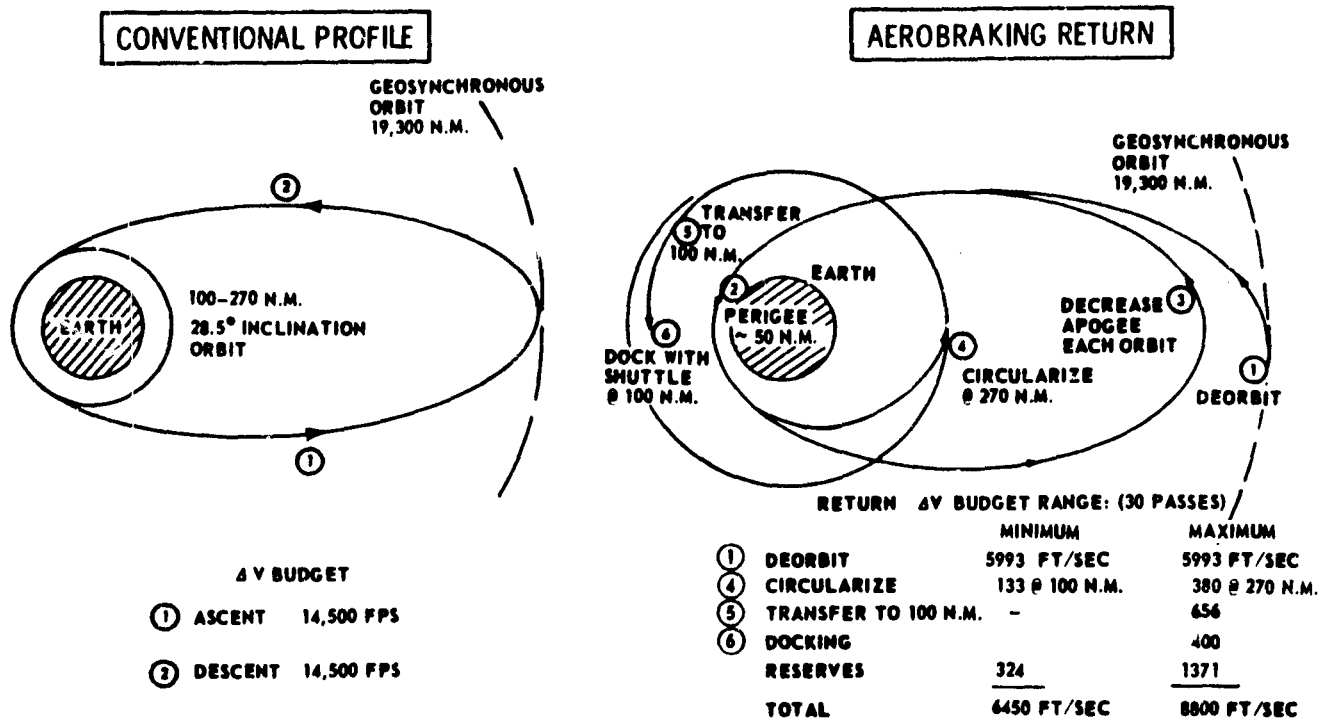 CONVENTIONAL PROFILE
GEOSYNCHRONOUS
ORBIT
19,300 N.M.
2
EARTH
100-270 N.M.
28.5° INCLINATION
ORBIT
1
Δ V BUDGET
1 ASCENT 14,500 FPS
2 DESCENT 14,500 FPS
AEROBRAKING RETURN
GEOSYNCHRONOUS
ORBIT
19,300 N.M.
5 TRANSFER
TO
100 N.M.
EARTH
2
PERIGEE
~ 50 N.M.
6
DOCK WITH
SHUTTLE
@ 100 N.M.
4
CIRCULARIZE
@ 270 N.M.
3
DECREASE
APOGEE
EACH ORBIT
1
DEORBIT
RETURN ΔV BUDGET RANGE: (30 PASSES)
MINIMUM MAXIMUM
1 DEORBIT 5993 FT/SEC 5993 FT/SEC
4 CIRCULARIZE 133 @ 100 N.M. 380 @ 270 N.M.
5 TRANSFER TO 100 N.M. - 656
6 DOCKING 400
RESERVES 324 1371
TOTAL 6450 FT/SEC 8800 FT/SEC